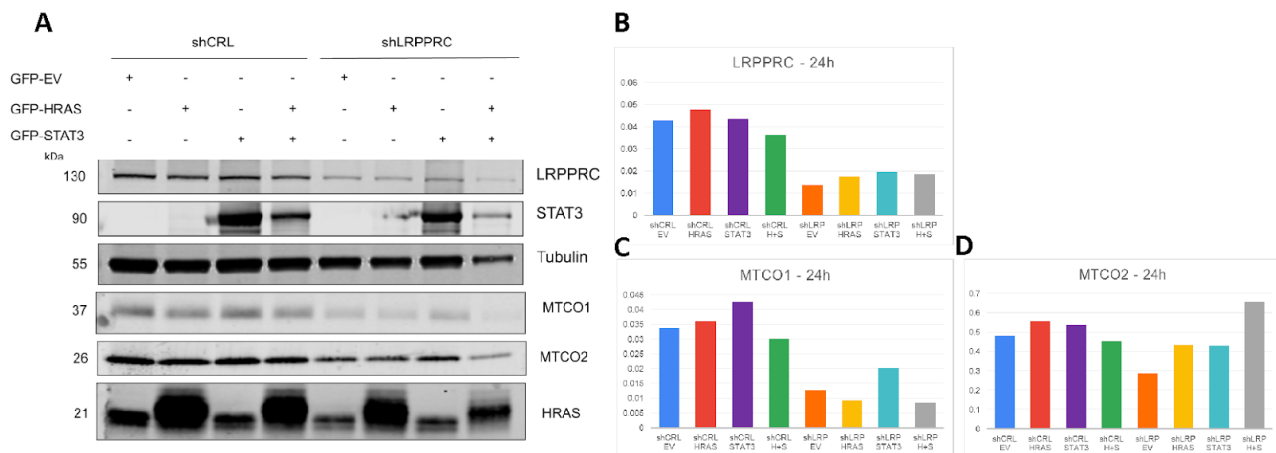 A
shCRL shLRPPRC
GFP-EV + - - - + - - -
GFP-HRAS - + - + - + - +
GFP-STAT3 - - + + - - + +
kDa
130 LRPPRC
90 STAT3
55 Tubulin
37 MTCO1
26 MTCO2
21 HRAS
B
LRPPRC - 24h
0.06
0.05
0.04
0.03
0.02
0.01
0
shCRL EV shCRL HRAS shCRL STAT3 shCRL H+S shLRP EV shLRP HRAS shLRP STAT3 shLRP H+S
C
MTCO1 - 24h
0.045
0.04
0.035
0.03
0.025
0.02
0.015
0.01
0.005
0
shCRL EV shCRL HRAS shCRL STAT3 shCRL H+S shLRP EV shLRP HRAS shLRP STAT3 shLRP H+S
D
MTCO2 - 24h
0.7
0.6
0.5
0.4
0.3
0.2
0.1
0
shCRL EV shCRL HRAS shCRL STAT3 shCRL H+S shLRP EV shLRP HRAS shLRP STAT3 shLRP H+S